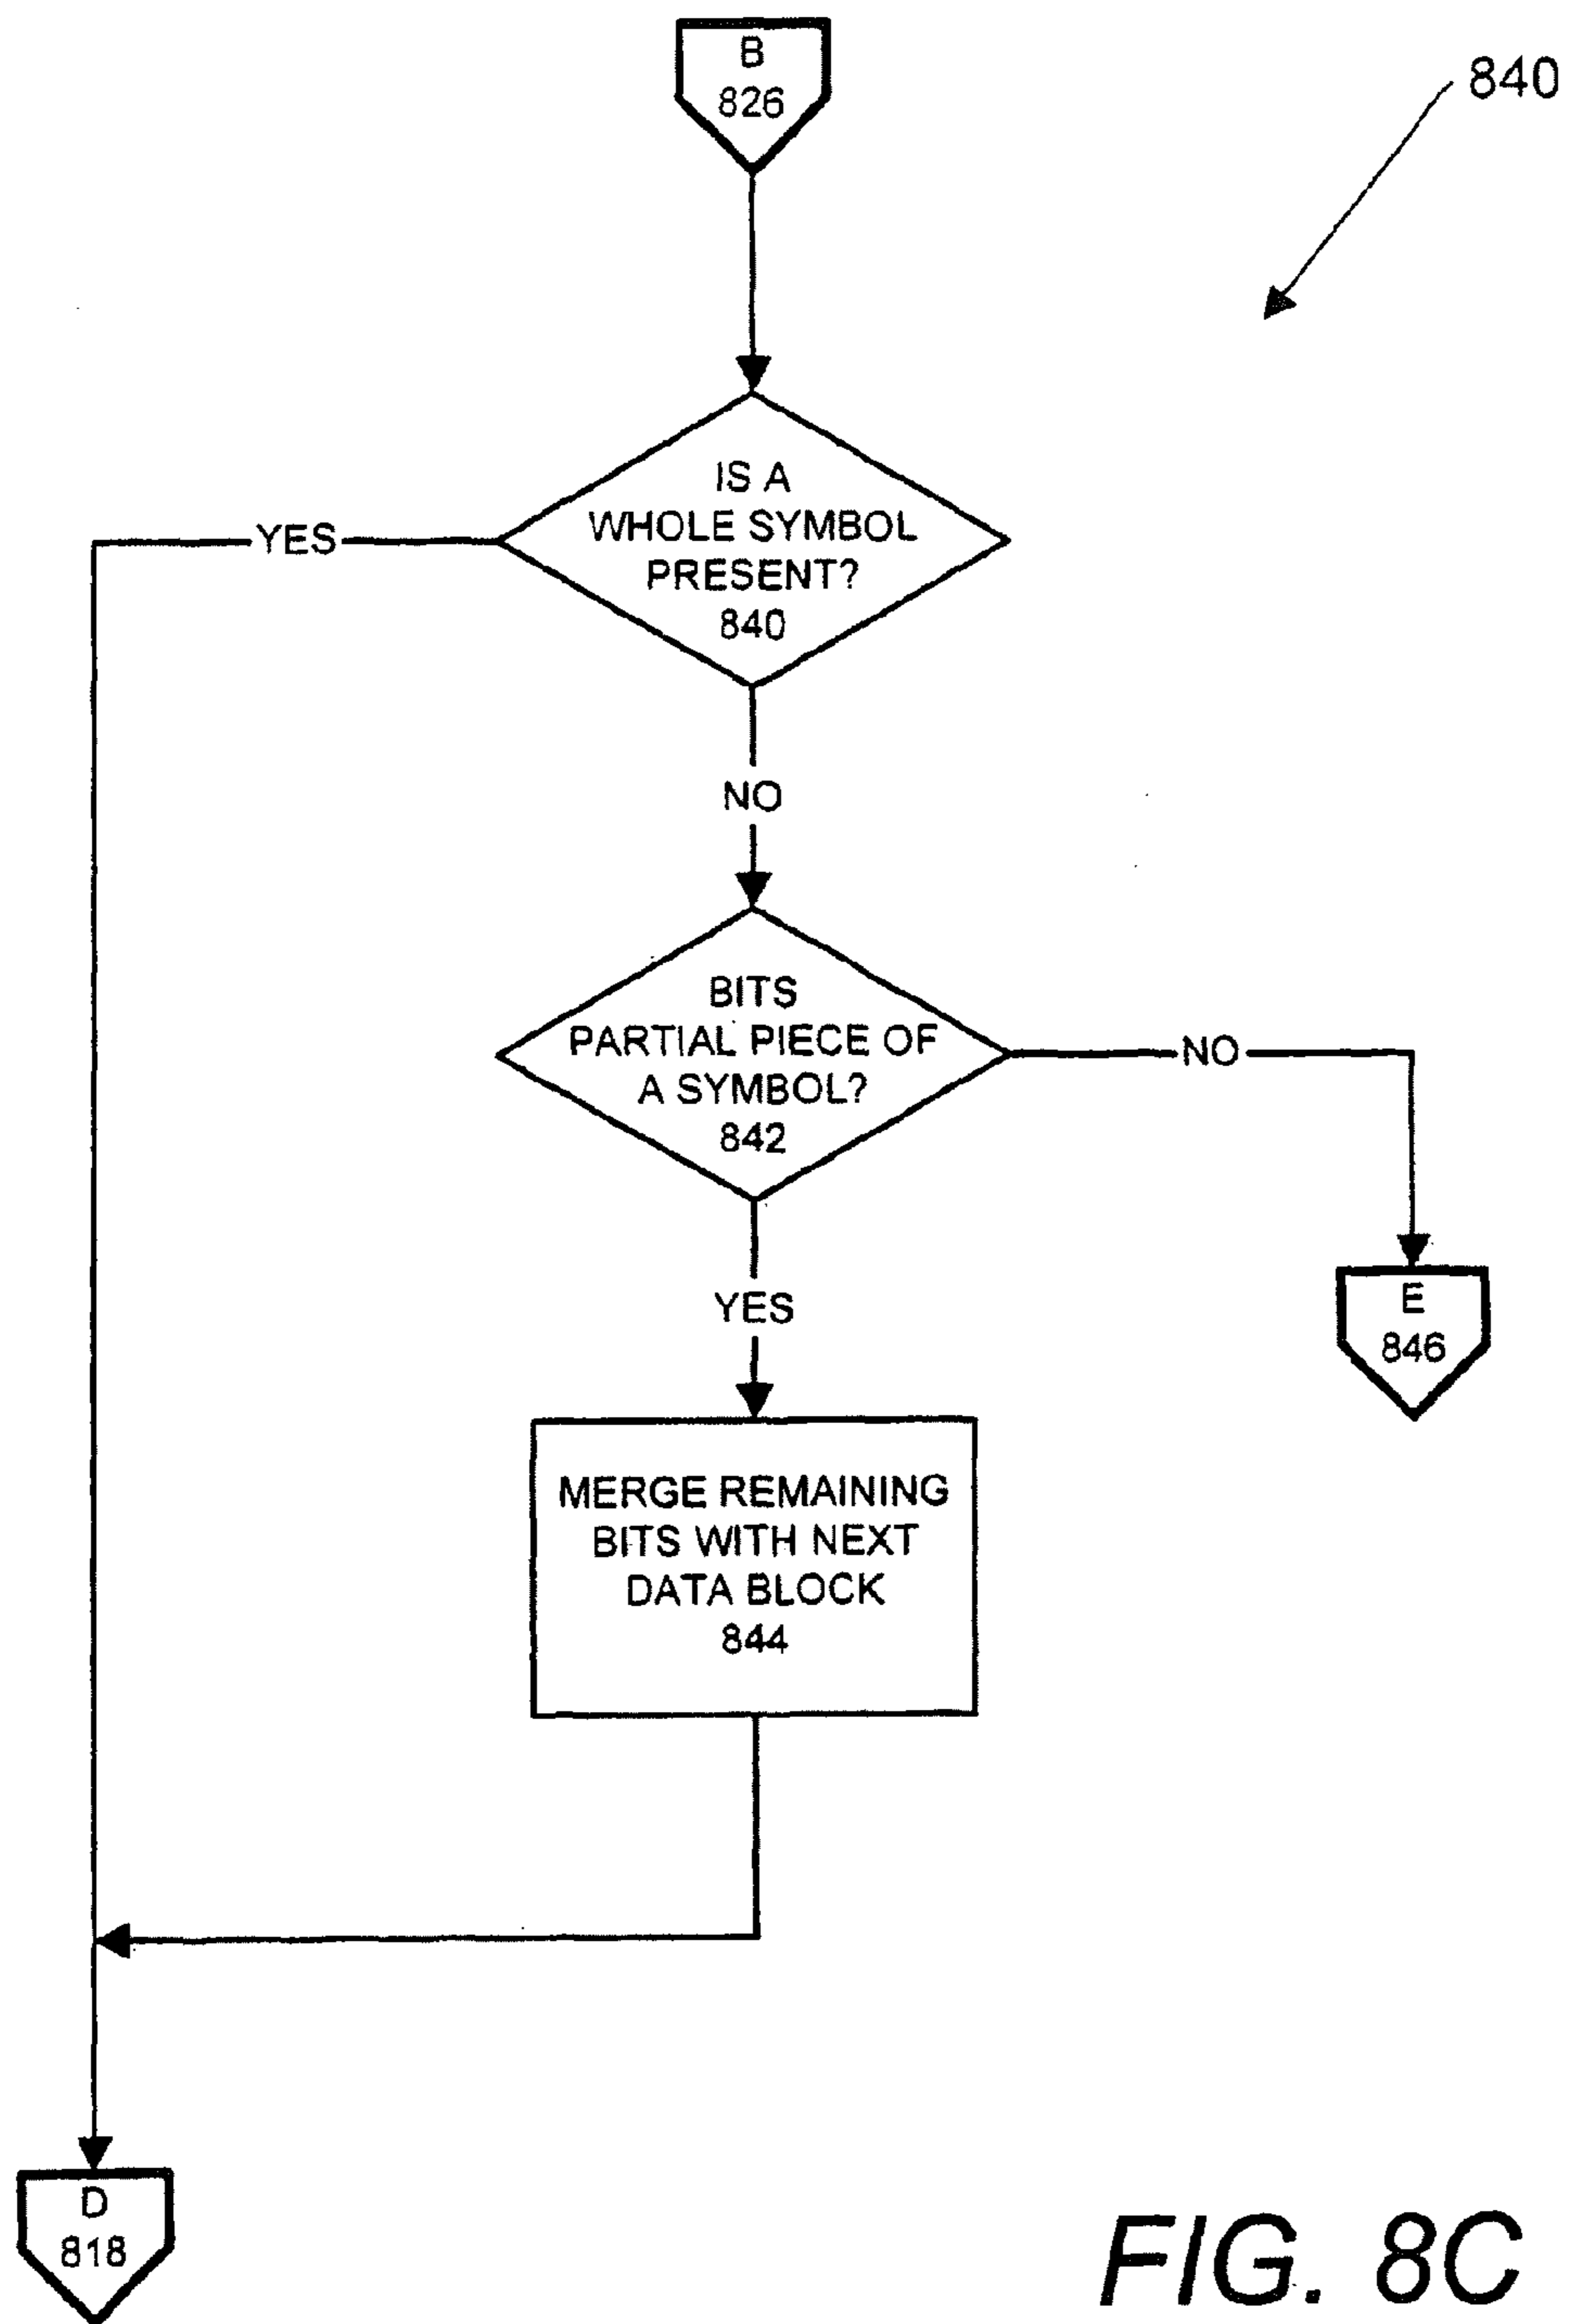 B
826
840
IS A
WHOLE SYMBOL
PRESENT?
840
YES
NO
BITS
PARTIAL PIECE OF
A SYMBOL?
842
NO
YES
E
846
MERGE REMAINING
BITS WITH NEXT
DATA BLOCK
844
D
818
FIG. 8C